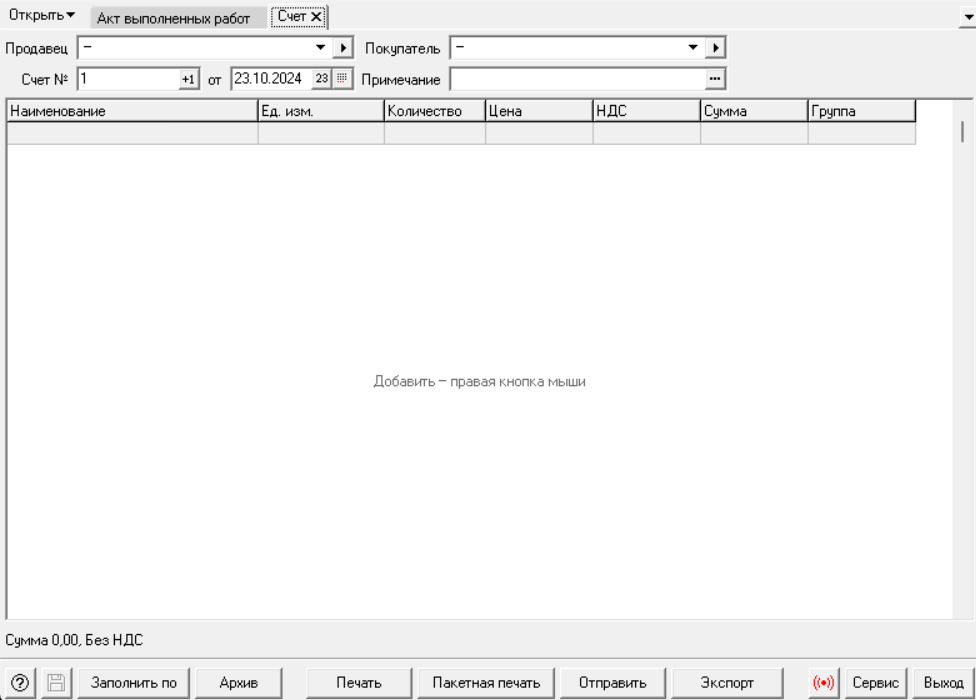 Открыть Акт выполненных работ Счет
Продавец – Покупатель –
Счет № 1 +1 от 23.10.2024 23 Примечание ...
Наименование Ед. изм. Количество Цена НДС Сумма Группа
Добавить – правая кнопка мыши
Сумма 0,00, Без НДС
? Заполнить по Архив Печать Пакетная печать Отправить Экспорт Сервис Выход